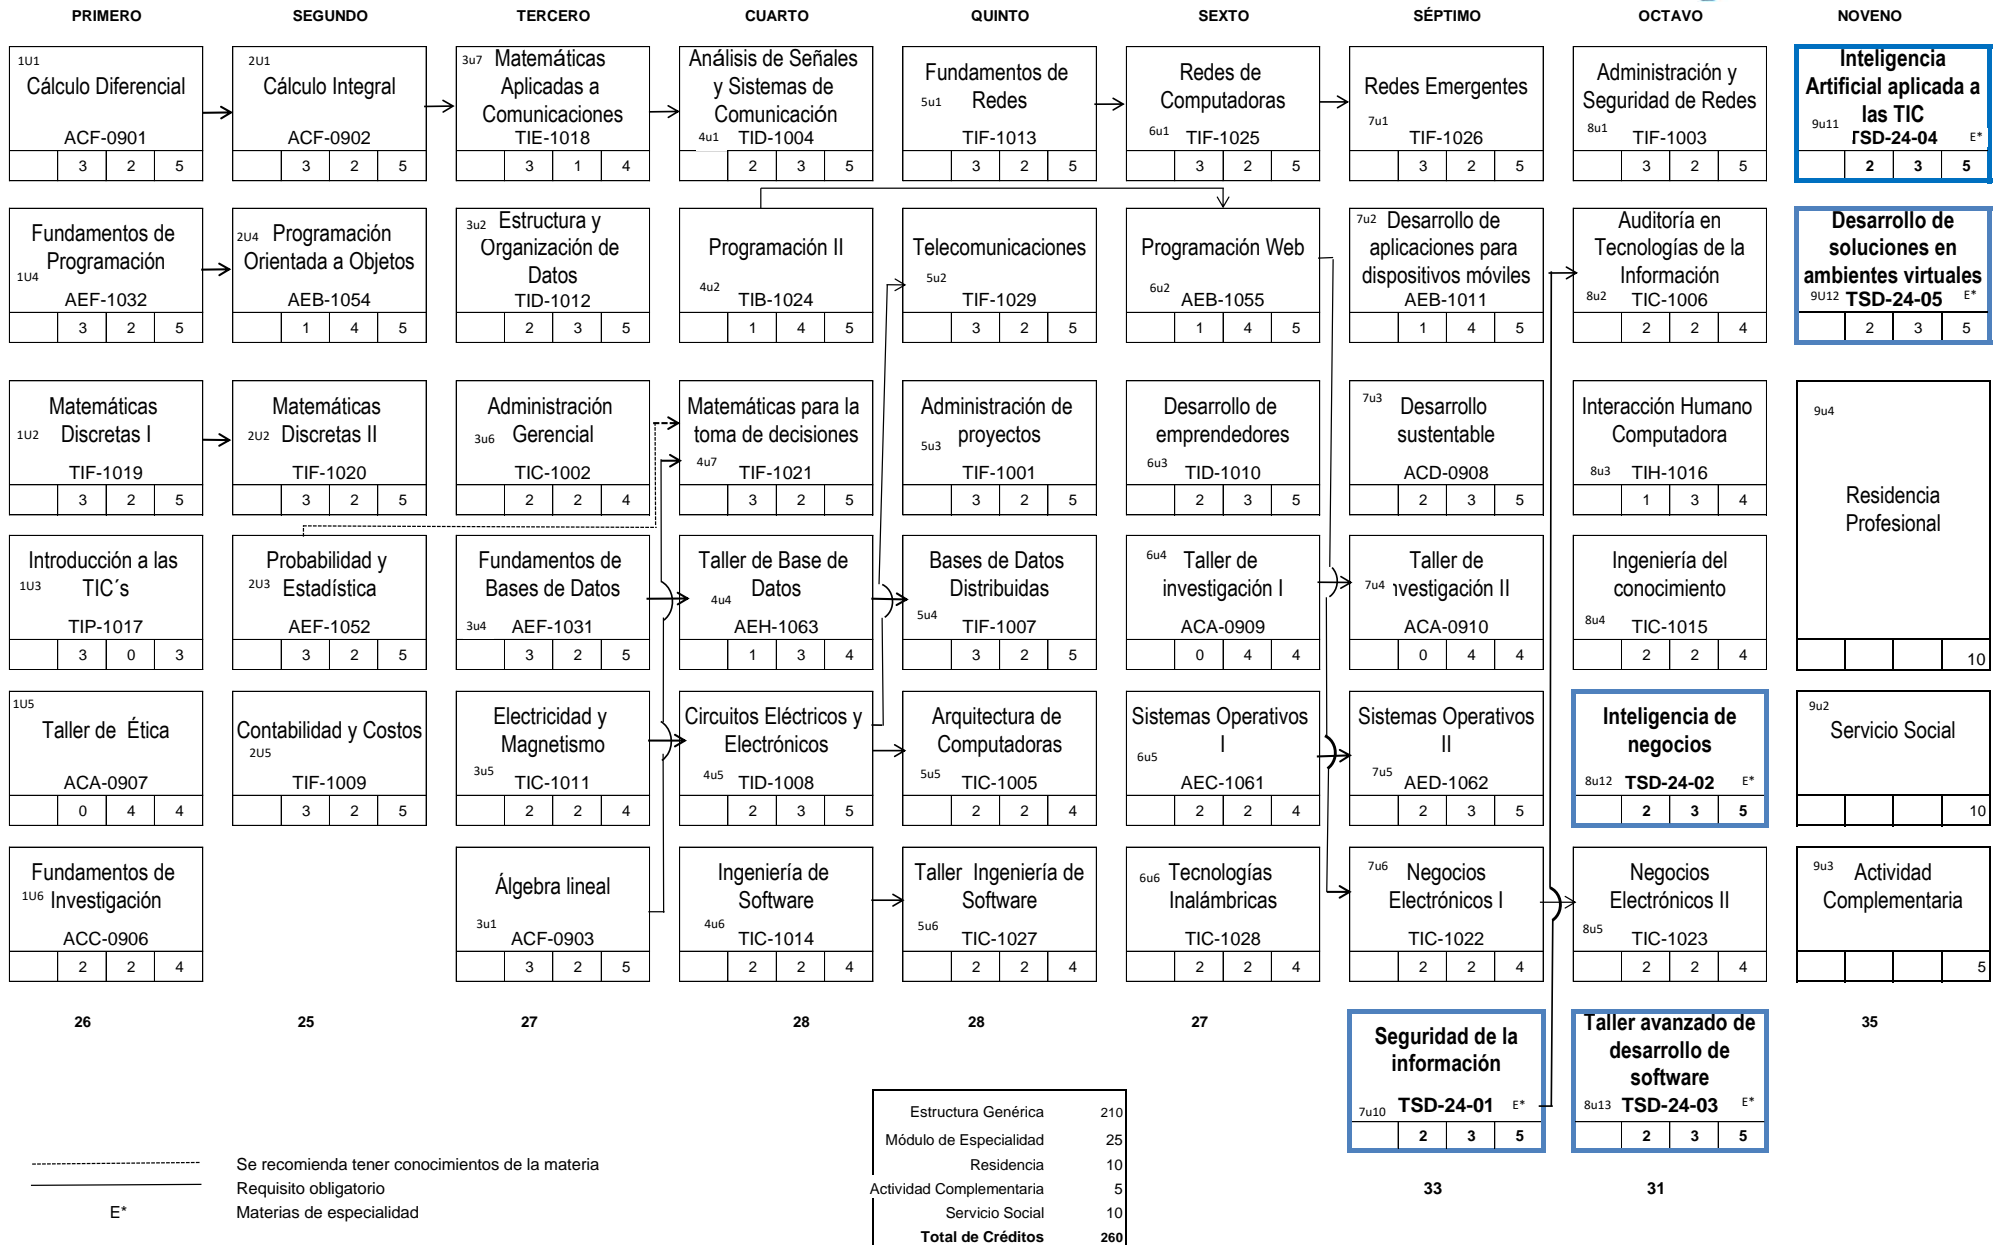 PRIMERO
SEGUNDO
TERCERO
CUARTO
QUINTO
SEXTO
SÉPTIMO
OCTAVO
NOVENO
1U1
Cálculo Diferencial
ACF-0901
3 2 5
2U1
Cálculo Integral
ACF-0902
3 2 5
3u7 Matemáticas
Aplicadas a
Comunicaciones
TIE-1018
3 1 4
Análisis de Señales
y Sistemas de
Comunicación
4u1 TID-1004
2 3 5
Fundamentos de
5u1 Redes
TIF-1013
3 2 5
Redes de
Computadoras
6u1 TIF-1025
3 2 5
Redes Emergentes
7u1
TIF-1026
3 2 5
Administración y
Seguridad de Redes
8u1 TIF-1003
3 2 5
Inteligencia
Artificial aplicada a
las TIC
9u11 TSD-24-04 E*
2 3 5
Fundamentos de
Programación
1U4
AEF-1032
3 2 5
2U4 Programación
Orientada a Objetos
AEB-1054
1 4 5
3u2 Estructura y
Organización de
Datos
TID-1012
2 3 5
Programación II
4u2 TIB-1024
1 4 5
Telecomunicaciones
5u2
TIF-1029
3 2 5
Programación Web
6u2 AEB-1055
1 4 5
7u2 Desarrollo de
aplicaciones para
dispositivos móviles
AEB-1011
1 4 5
Auditoría en
Tecnologías de la
Información
8u2 TIC-1006
2 2 4
Desarrollo de
soluciones en
ambientes virtuales
9U12 TSD-24-05 E*
2 3 5
Matemáticas
1U2 Discretas I
TIF-1019
3 2 5
Matemáticas
2U2 Discretas II
TIF-1020
3 2 5
Administración
3u6 Gerencial
TIC-1002
2 2 4
Matemáticas para la
toma de decisiones
4u7 TIF-1021
3 2 5
Administración de
5u3 proyectos
TIF-1001
3 2 5
Desarrollo de
emprendedores
6u3 TID-1010
2 3 5
7u3 Desarrollo
sustentable
ACD-0908
2 3 5
Interacción Humano
Computadora
8u3 TIH-1016
1 3 4
9u4
Residencia
Profesional
10
Introducción a las
1U3 TIC´s
TIP-1017
3 0 3
Probabilidad y
2U3 Estadística
AEF-1052
3 2 5
Fundamentos de
Bases de Datos
3u4 AEF-1031
3 2 5
Taller de Base de
Datos
4u4
AEH-1063
1 3 4
Bases de Datos
Distribuidas
5u4 TIF-1007
3 2 5
6u4 Taller de
investigación I
ACA-0909
0 4 4
Taller de
7u4 nvestigación II
ACA-0910
0 4 4
Ingeniería del
conocimiento
8u4 TIC-1015
2 2 4
1U5
Taller de Ética
ACA-0907
0 4 4
Contabilidad y Costos
2U5
TIF-1009
3 2 5
Electricidad y
Magnetismo
3u5 TIC-1011
2 2 4
Circuitos Eléctricos y
Electrónicos
4u5 TID-1008
2 3 5
Arquitectura de
Computadoras
5u5 TIC-1005
2 2 4
Sistemas Operativos
I
6u5
AEC-1061
2 2 4
Sistemas Operativos
II
7u5 AED-1062
2 3 5
Inteligencia de
negocios
8u12 TSD-24-02 E*
2 3 5
9u2
Servicio Social
10
Fundamentos de
1U6 Investigación
ACC-0906
2 2 4
Álgebra lineal
3u1 ACF-0903
3 2 5
Ingeniería de
Software
4u6 TIC-1014
2 2 4
Taller Ingeniería de
Software
5u6 TIC-1027
2 2 4
6u6 Tecnologías
Inalámbricas
TIC-1028
2 2 4
7u6 Negocios
Electrónicos I
TIC-1022
2 2 4
Negocios
Electrónicos II
8u5 TIC-1023
2 2 4
9u3 Actividad
Complementaria
5
26
25
27
28
28
27
35
Seguridad de la
información
7u10 TSD-24-01 E*
2 3 5
Taller avanzado de
desarrollo de
software
8u13 TSD-24-03 E*
2 3 5
33
31
Se recomienda tener conocimientos de la materia
Requisito obligatorio
E* Materias de especialidad
Estructura Genérica 210
Módulo de Especialidad 25
Residencia 10
Actividad Complementaria 5
Servicio Social 10
Total de Créditos 260